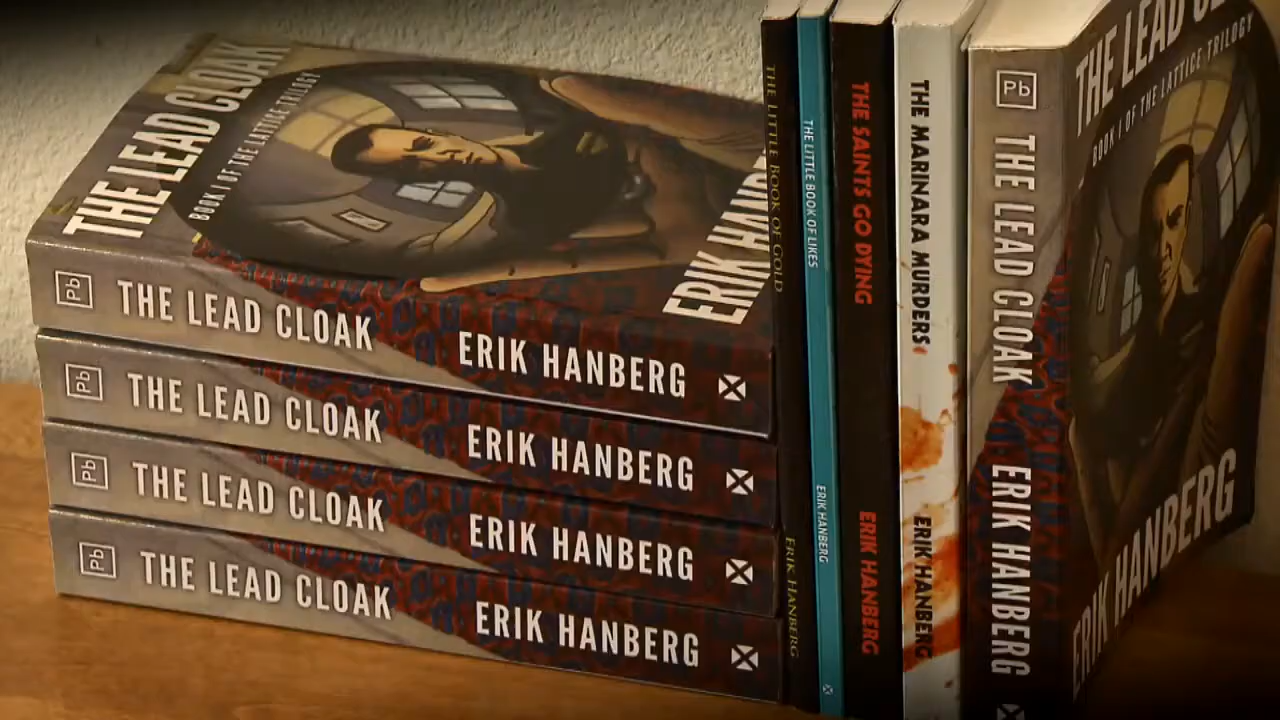 THE LEAD CLOAK
BOOK I OF THE LATTICE TRILOGY
ERIK HAN
Pb THE LEAD CLOAK ERIK HANBERG
Pb THE LEAD CLOAK ERIK HANBERG
Pb THE LEAD CLOAK ERIK HANBERG
Pb THE LEAD CLOAK ERIK HANBERG
THE LITTLE BOOK OF GOLD ERIK HANBERG
THE LITTLE BOOK OF LIKES ERIK HANBERG
THE SAINTS GO DYING ERIK HANBERG
THE MARINARA MURDERS ERIK HANBERG
Pb THE LEAD CLOAK ERIK HANBERG
THE LEAD CL
BOOK I OF THE LATTICE TRILOGY
ERIK HANBERG